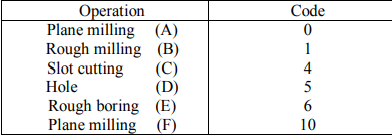 Operation Code
Plane milling (A) 0
Rough milling (B) 1
Slot cutting (C) 4
Hole (D) 5
Rough boring (E) 6
Plane milling (F) 10